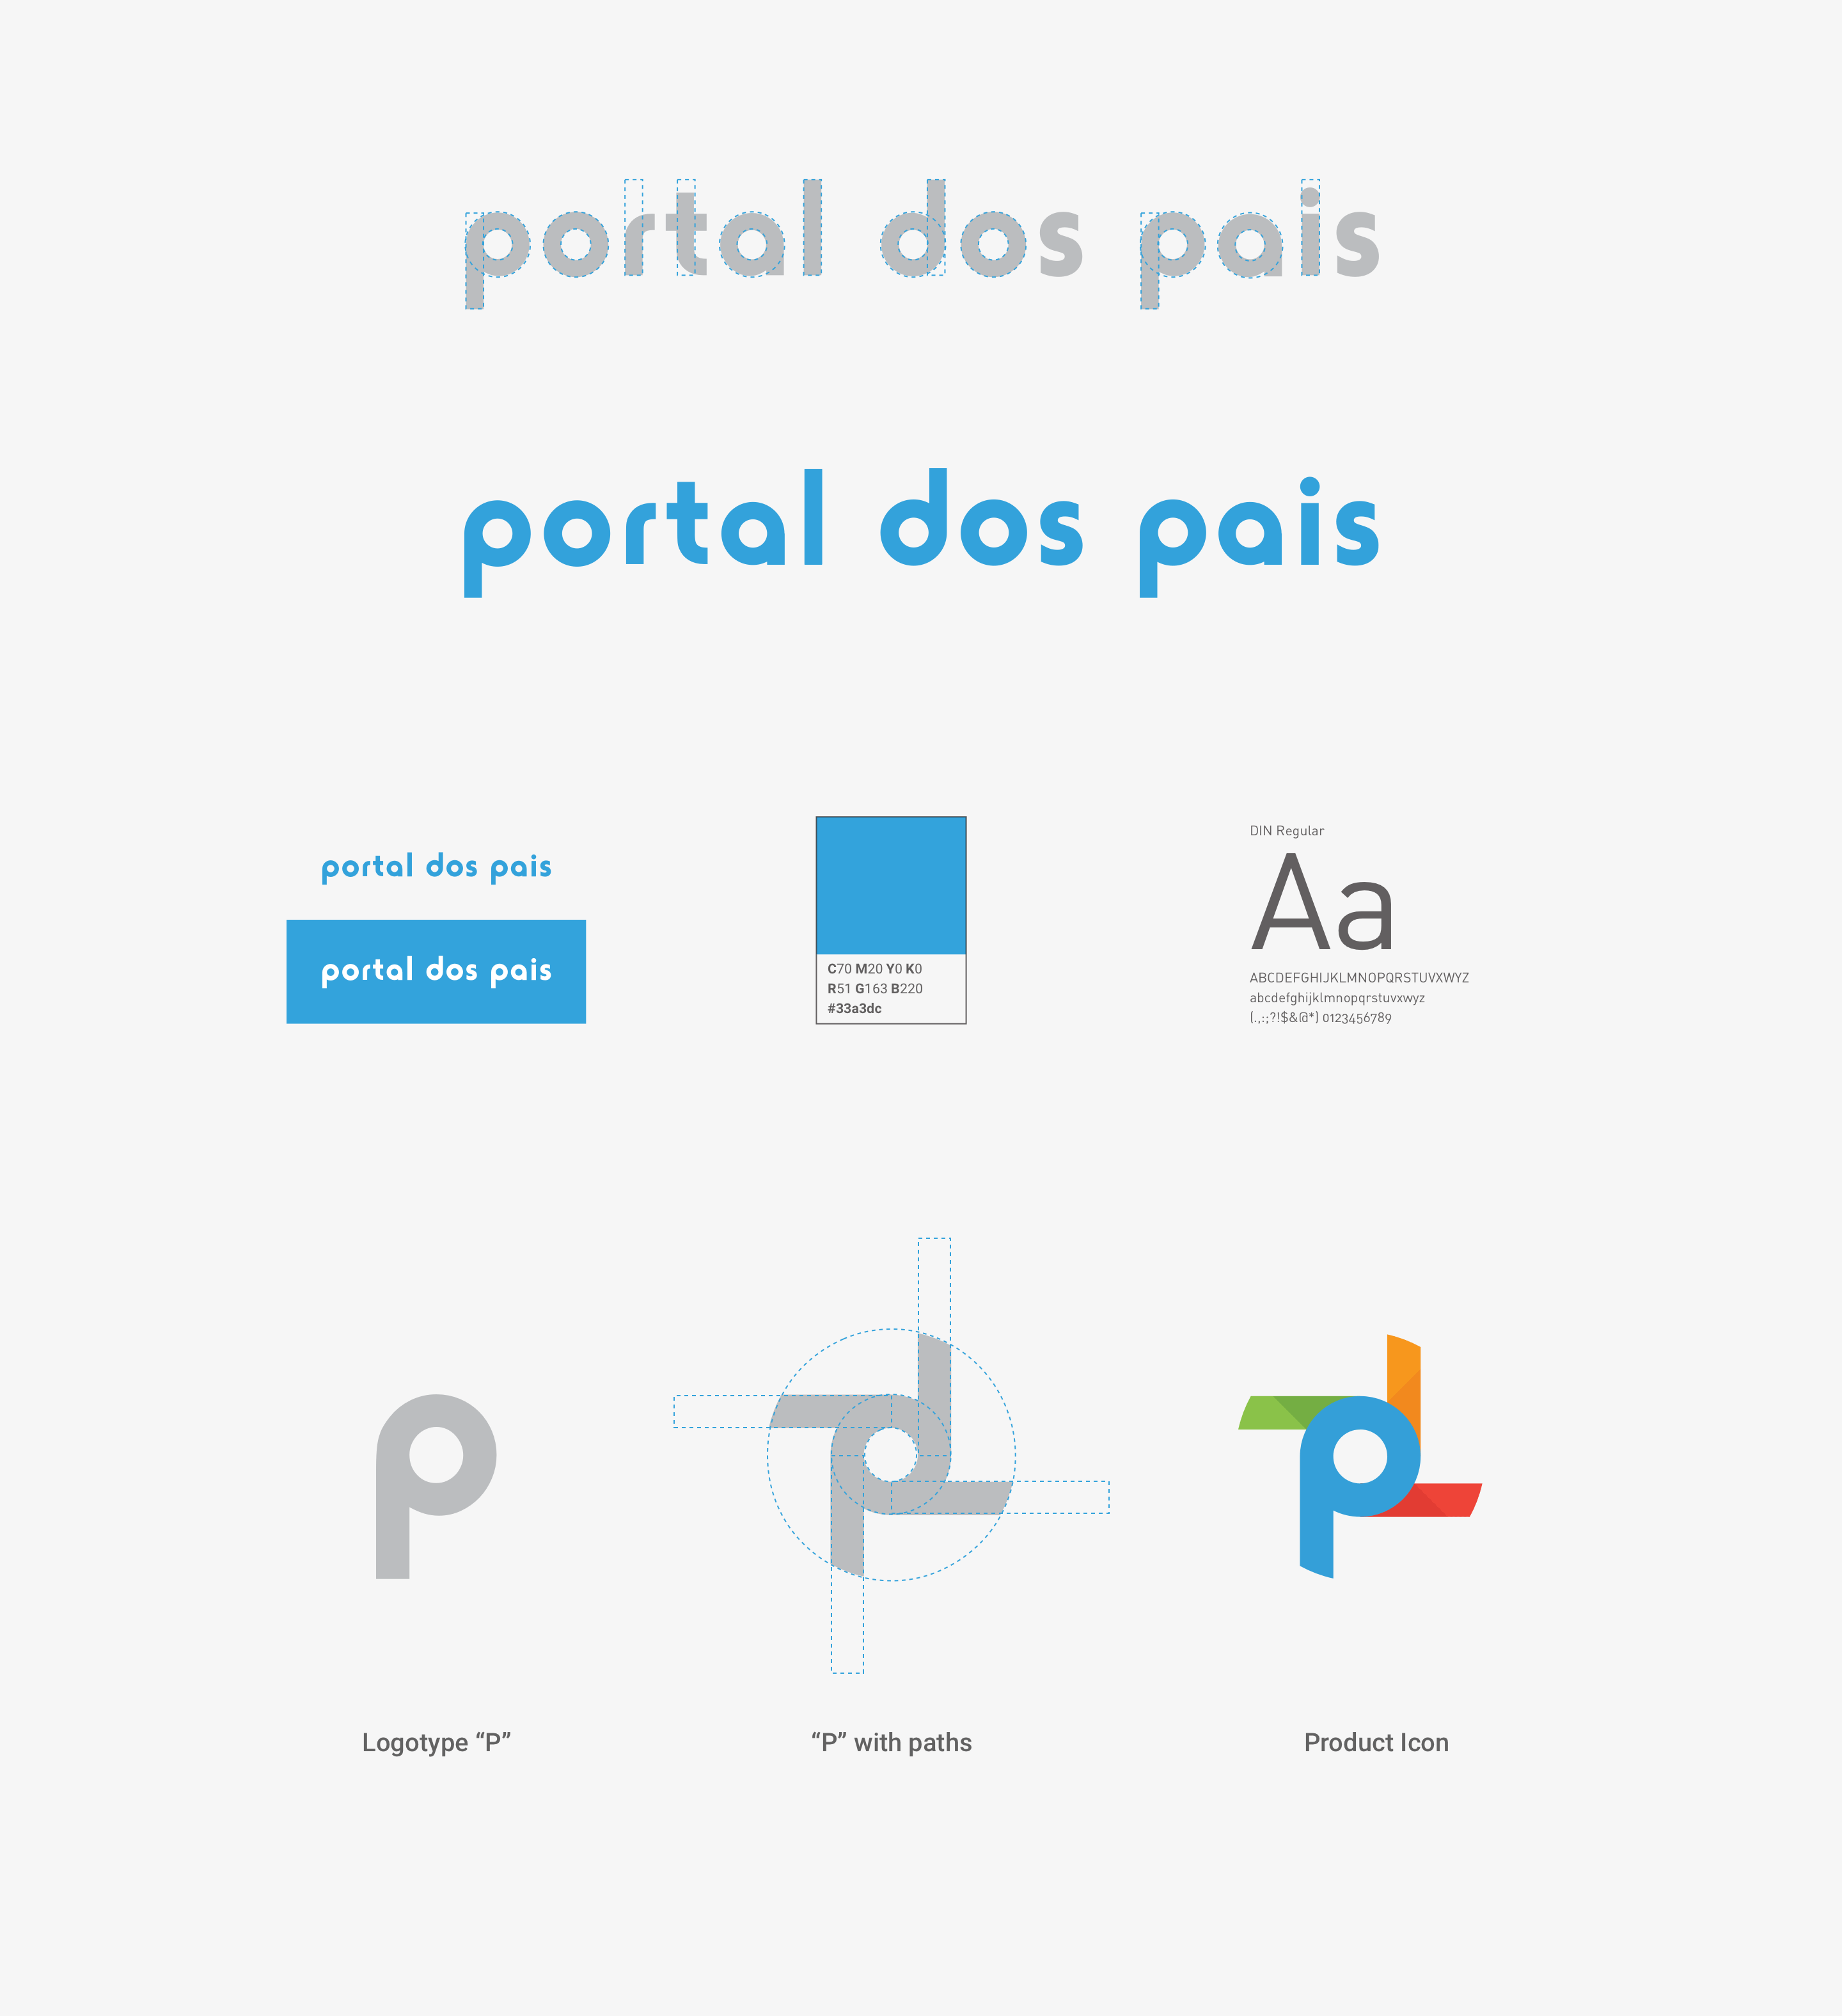 portal dos pais
portal dos pais
portal dos pais
portal dos pais
C70 M20 Y0 K0
R51 G163 B220
#33a3dc
DIN Regular
Aa
ABCDEFGHIJKLMNOPQRSTUVXWYZ
abcdefghijklmnopqrstuvxwyz
(.,:;?!$&@*) 0123456789
p
p
Logotype “P”
“P” with paths
Product Icon